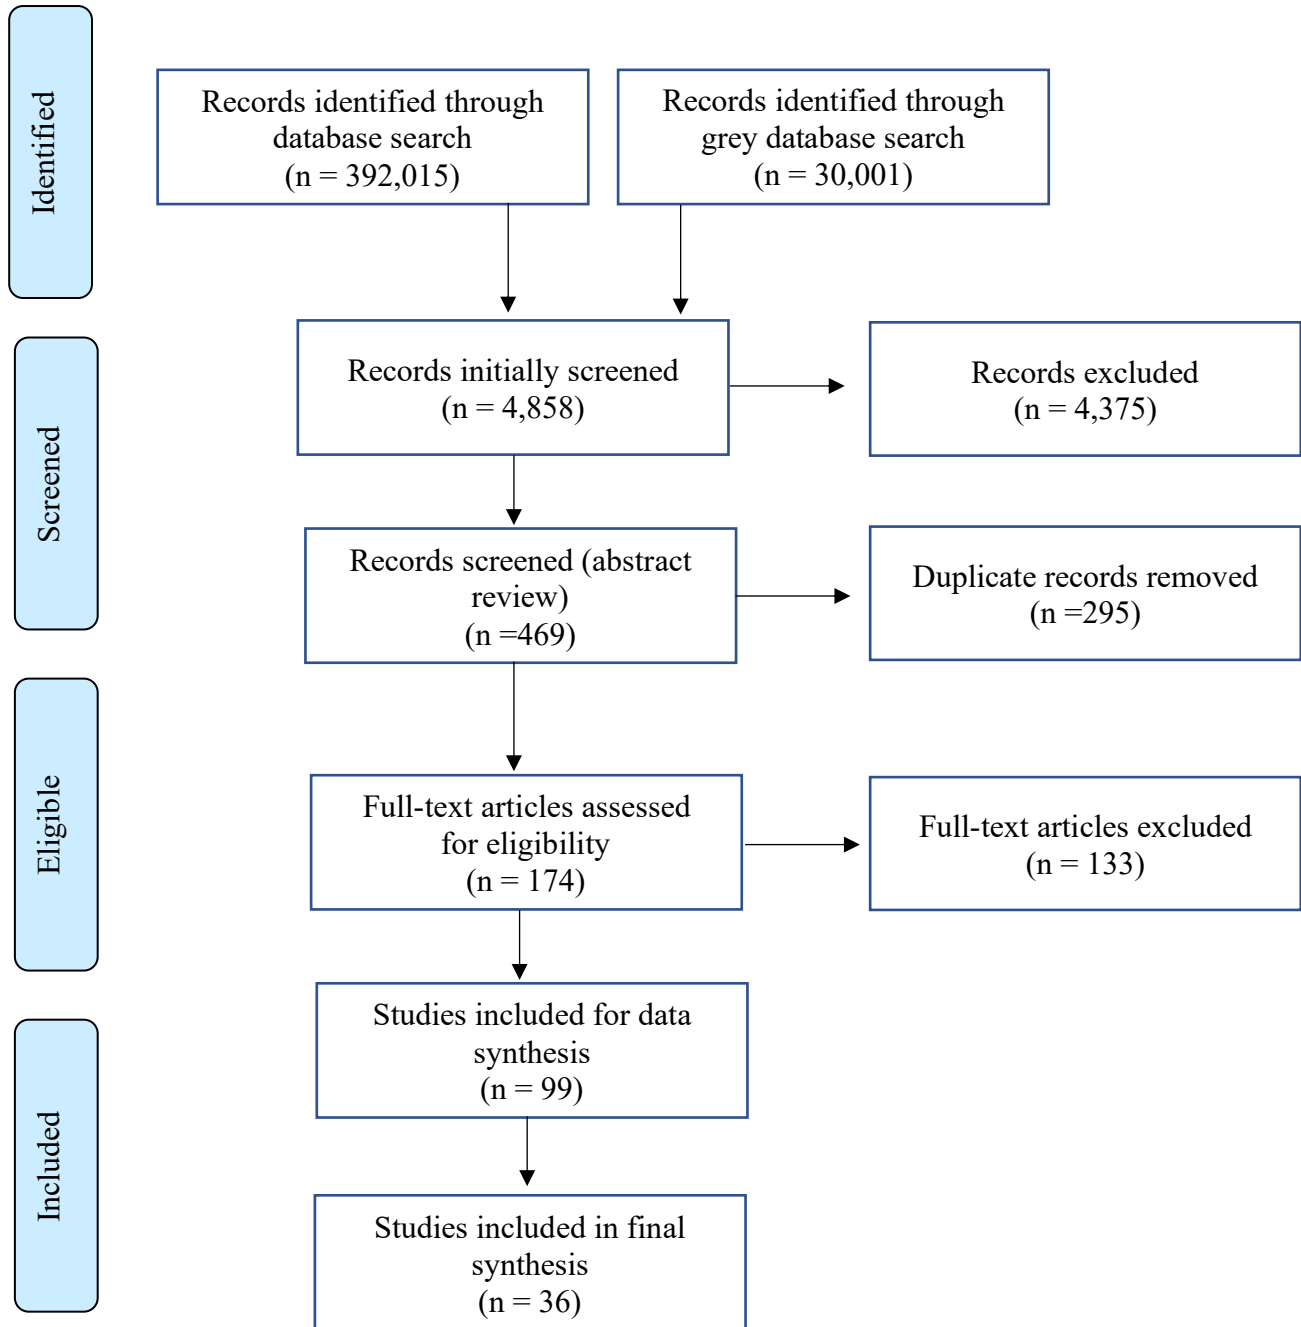 Identified
Records identified through
database search
(n = 392,015)
Records identified through
grey database search
(n = 30,001)
Screened
Records initially screened
(n = 4,858)
Records excluded
(n = 4,375)
Records screened (abstract
review)
(n =469)
Duplicate records removed
(n =295)
Eligible
Full-text articles assessed
for eligibility
(n = 174)
Full-text articles excluded
(n = 133)
Included
Studies included for data
synthesis
(n = 99)
Studies included in final
synthesis
(n = 36)